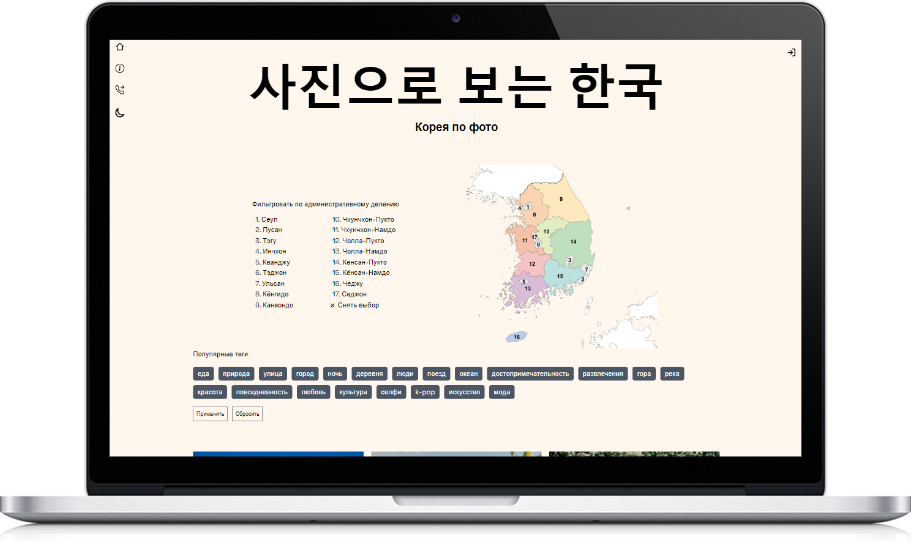 사진으로 보는 한국
Корея по фото
Фильтровать по административному делению
1. Сеул
2. Пусан
3. Тэгу
4. Инчхон
5. Кванджу
6. Тэджон
7. Ульсан
8. Кёнгидо
9. Канвондо
10. Чхунчхон-Пукто
11. Чхунчхон-Намдо
12. Чолла-Пукто
13. Чолла-Намдо
14. Кёнсан-Пукто
15. Кёнсан-Намдо
16. Чеджу
17. Седжон
× Снять выбор
9
4 1
8
10
17
11
6
14
3
12
7
15
2
5
13
16
Популярные теги
еда природа улица город ночь деревня люди поезд океан достопримечательность развлечения гора река
красота повседневность любовь культура селфи k-pop искусство мода
Применить Сбросить